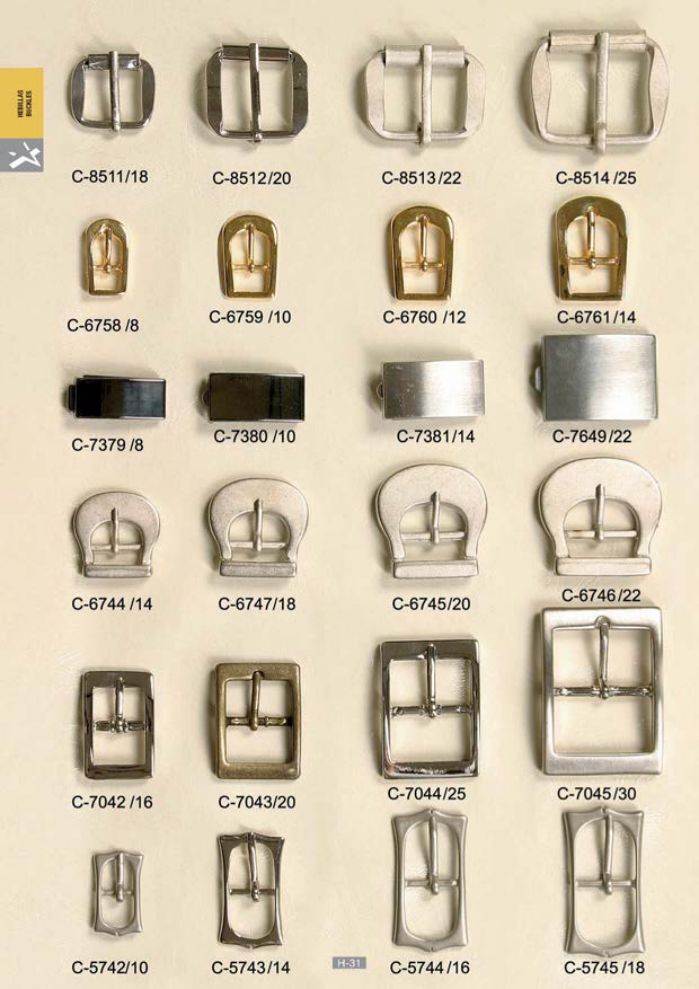 HEBILLAS
BUCKLES
C-8511/18 C-8512/20 C-8513/22 C-8514/25
C-6758/8 C-6759/10 C-6760/12 C-6761/14
C-7379/8 C-7380/10 C-7381/14 C-7649/22
C-6744/14 C-6747/18 C-6745/20 C-6746/22
C-7042/16 C-7043/20 C-7044/25 C-7045/30
C-5742/10 C-5743/14 C-5744/16 C-5745/18
H-31